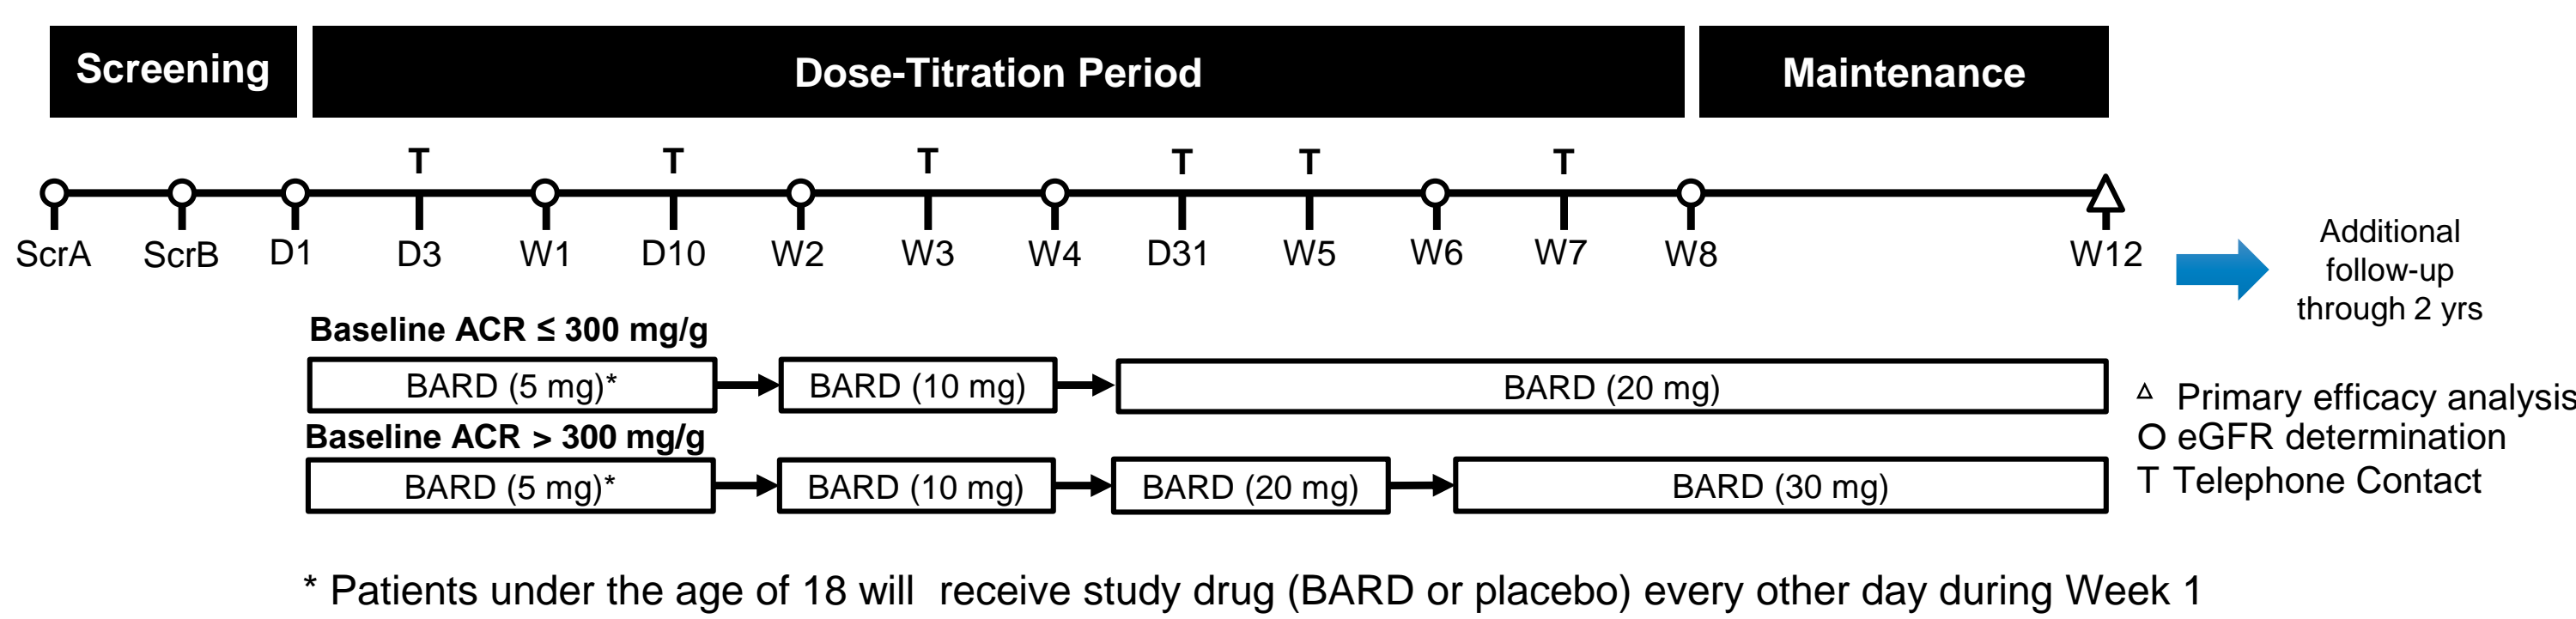 Screening Dose-Titration Period Maintenance
T T T T T T
ScrA ScrB D1 D3 W1 D10 W2 W3 W4 D31 W5 W6 W7 W8 W12
Additional
follow-up
through 2 yrs
Baseline ACR ≤ 300 mg/g
BARD (5 mg)* BARD (10 mg) BARD (20 mg)
Baseline ACR > 300 mg/g
BARD (5 mg)* BARD (10 mg) BARD (20 mg) BARD (30 mg)
△ Primary efficacy analysis
O eGFR determination
T Telephone Contact
* Patients under the age of 18 will receive study drug (BARD or placebo) every other day during Week 1